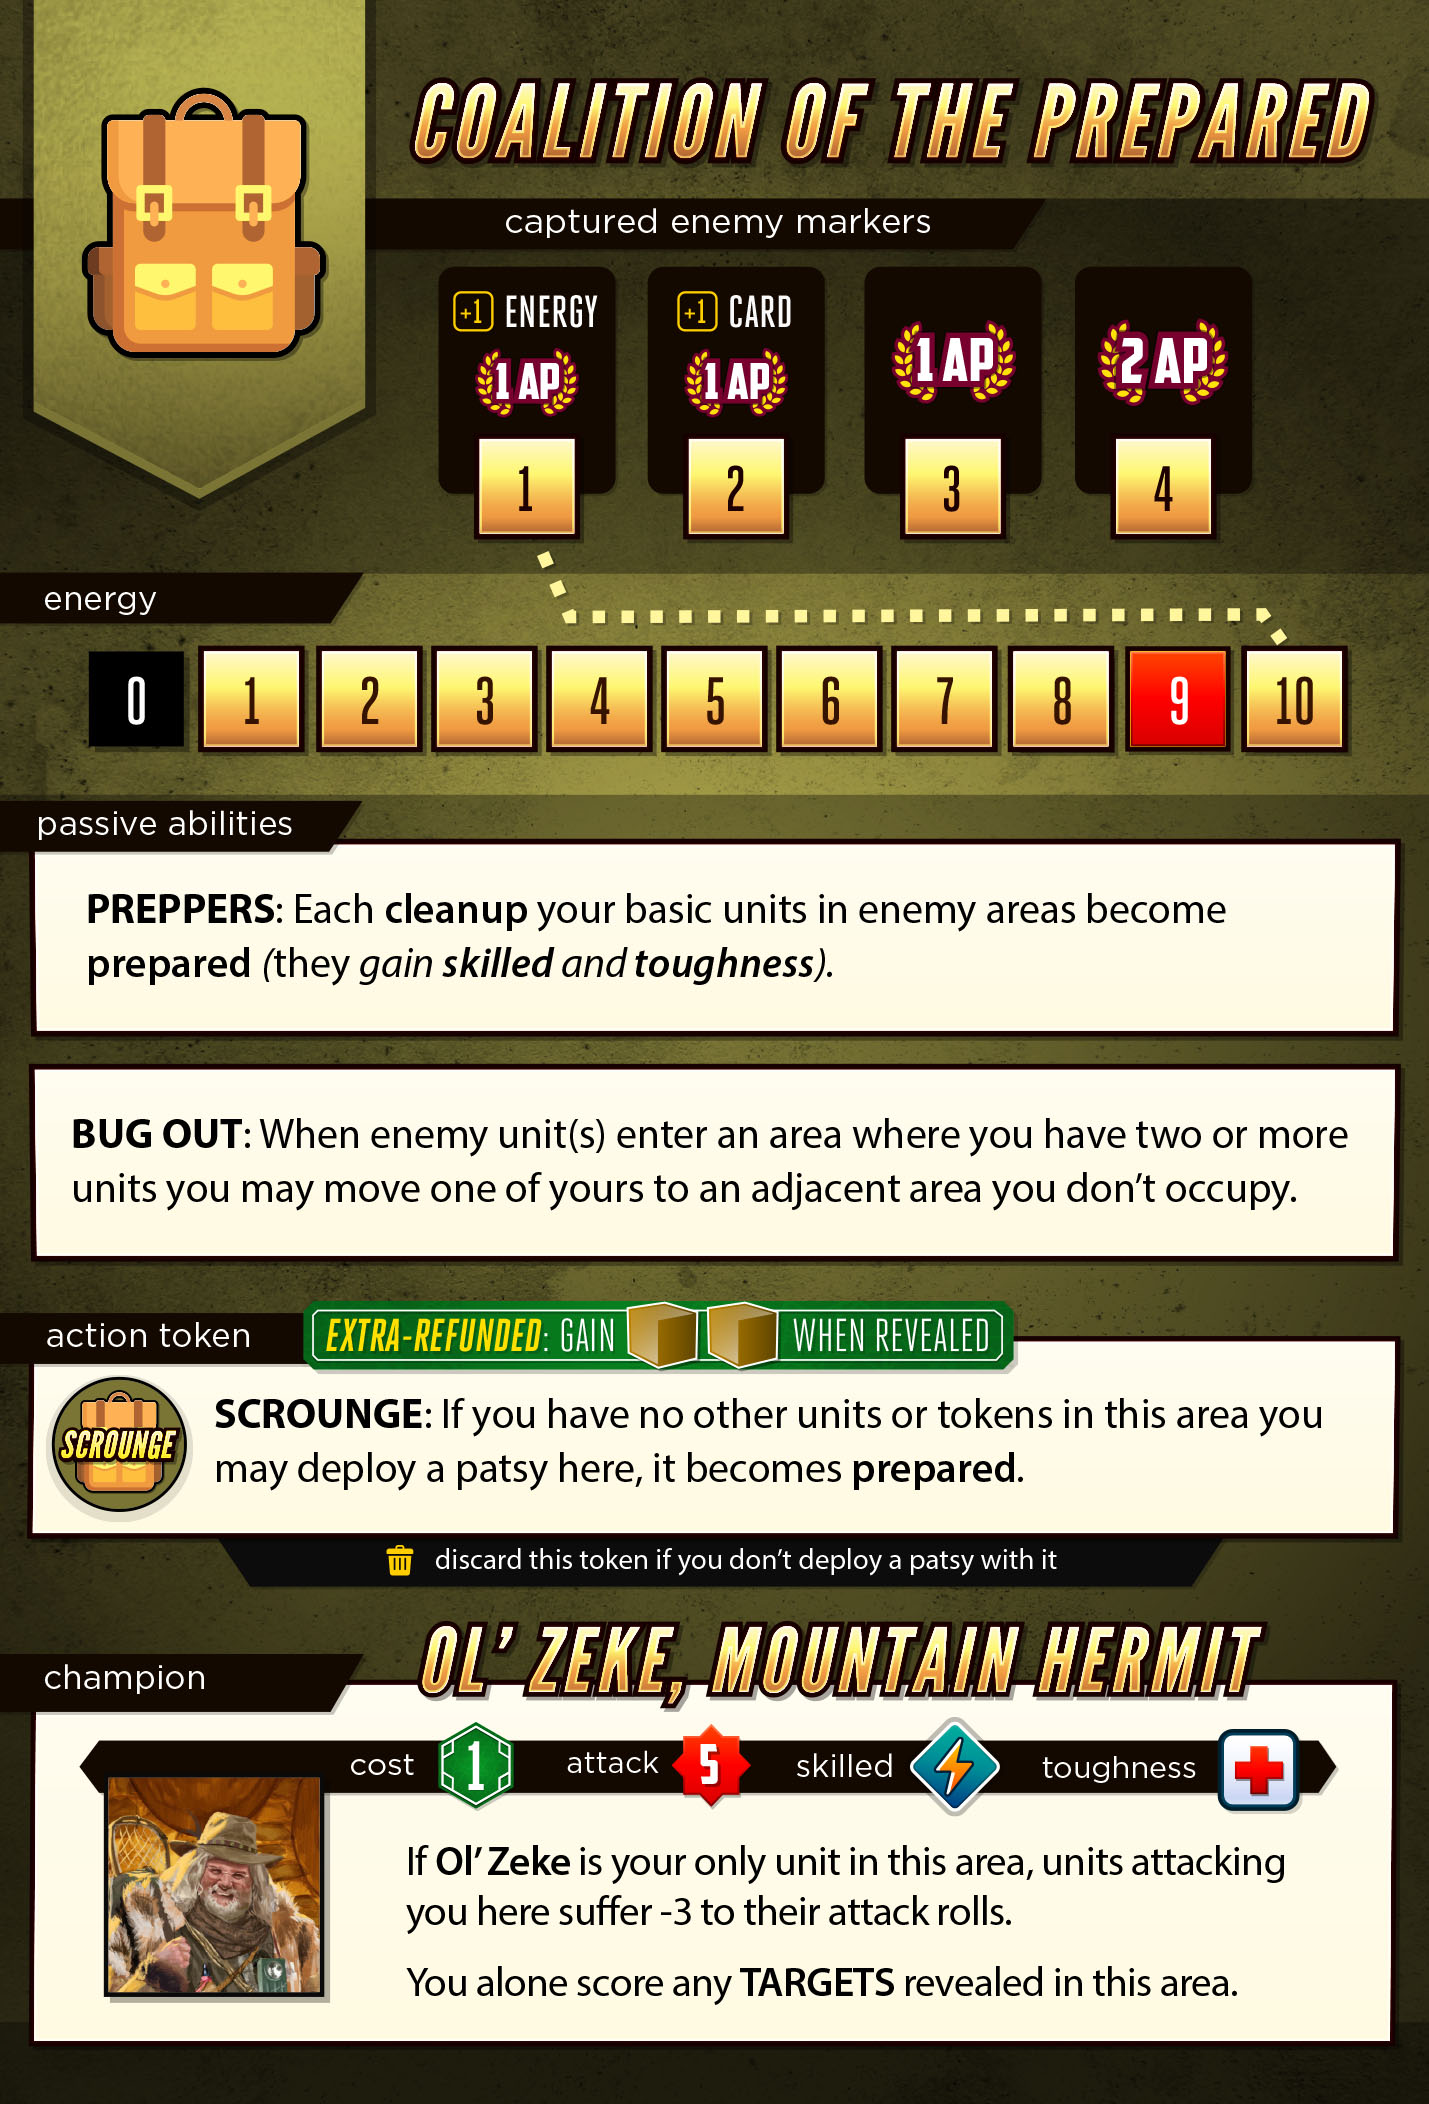 COALITION OF THE PREPARED
captured enemy markers
+1 ENERGY
1 AP
1
+1 CARD
1 AP
2
1 AP
3
2 AP
4
energy
0 1 2 3 4 5 6 7 8 9 10
passive abilities
PREPPERS: Each cleanup your basic units in enemy areas become
prepared (they gain skilled and toughness).
BUG OUT: When enemy unit(s) enter an area where you have two or more
units you may move one of yours to an adjacent area you don't occupy.
action token
EXTRA-REFUNDED: GAIN WHEN REVEALED
SCROUNGE
SCROUNGE: If you have no other units or tokens in this area you
may deploy a patsy here, it becomes prepared.
discard this token if you don't deploy a patsy with it
champion
OL' ZEKE, MOUNTAIN HERMIT
cost 1 attack 5 skilled toughness
If Ol' Zeke is your only unit in this area, units attacking
you here suffer -3 to their attack rolls.
You alone score any TARGETS revealed in this area.